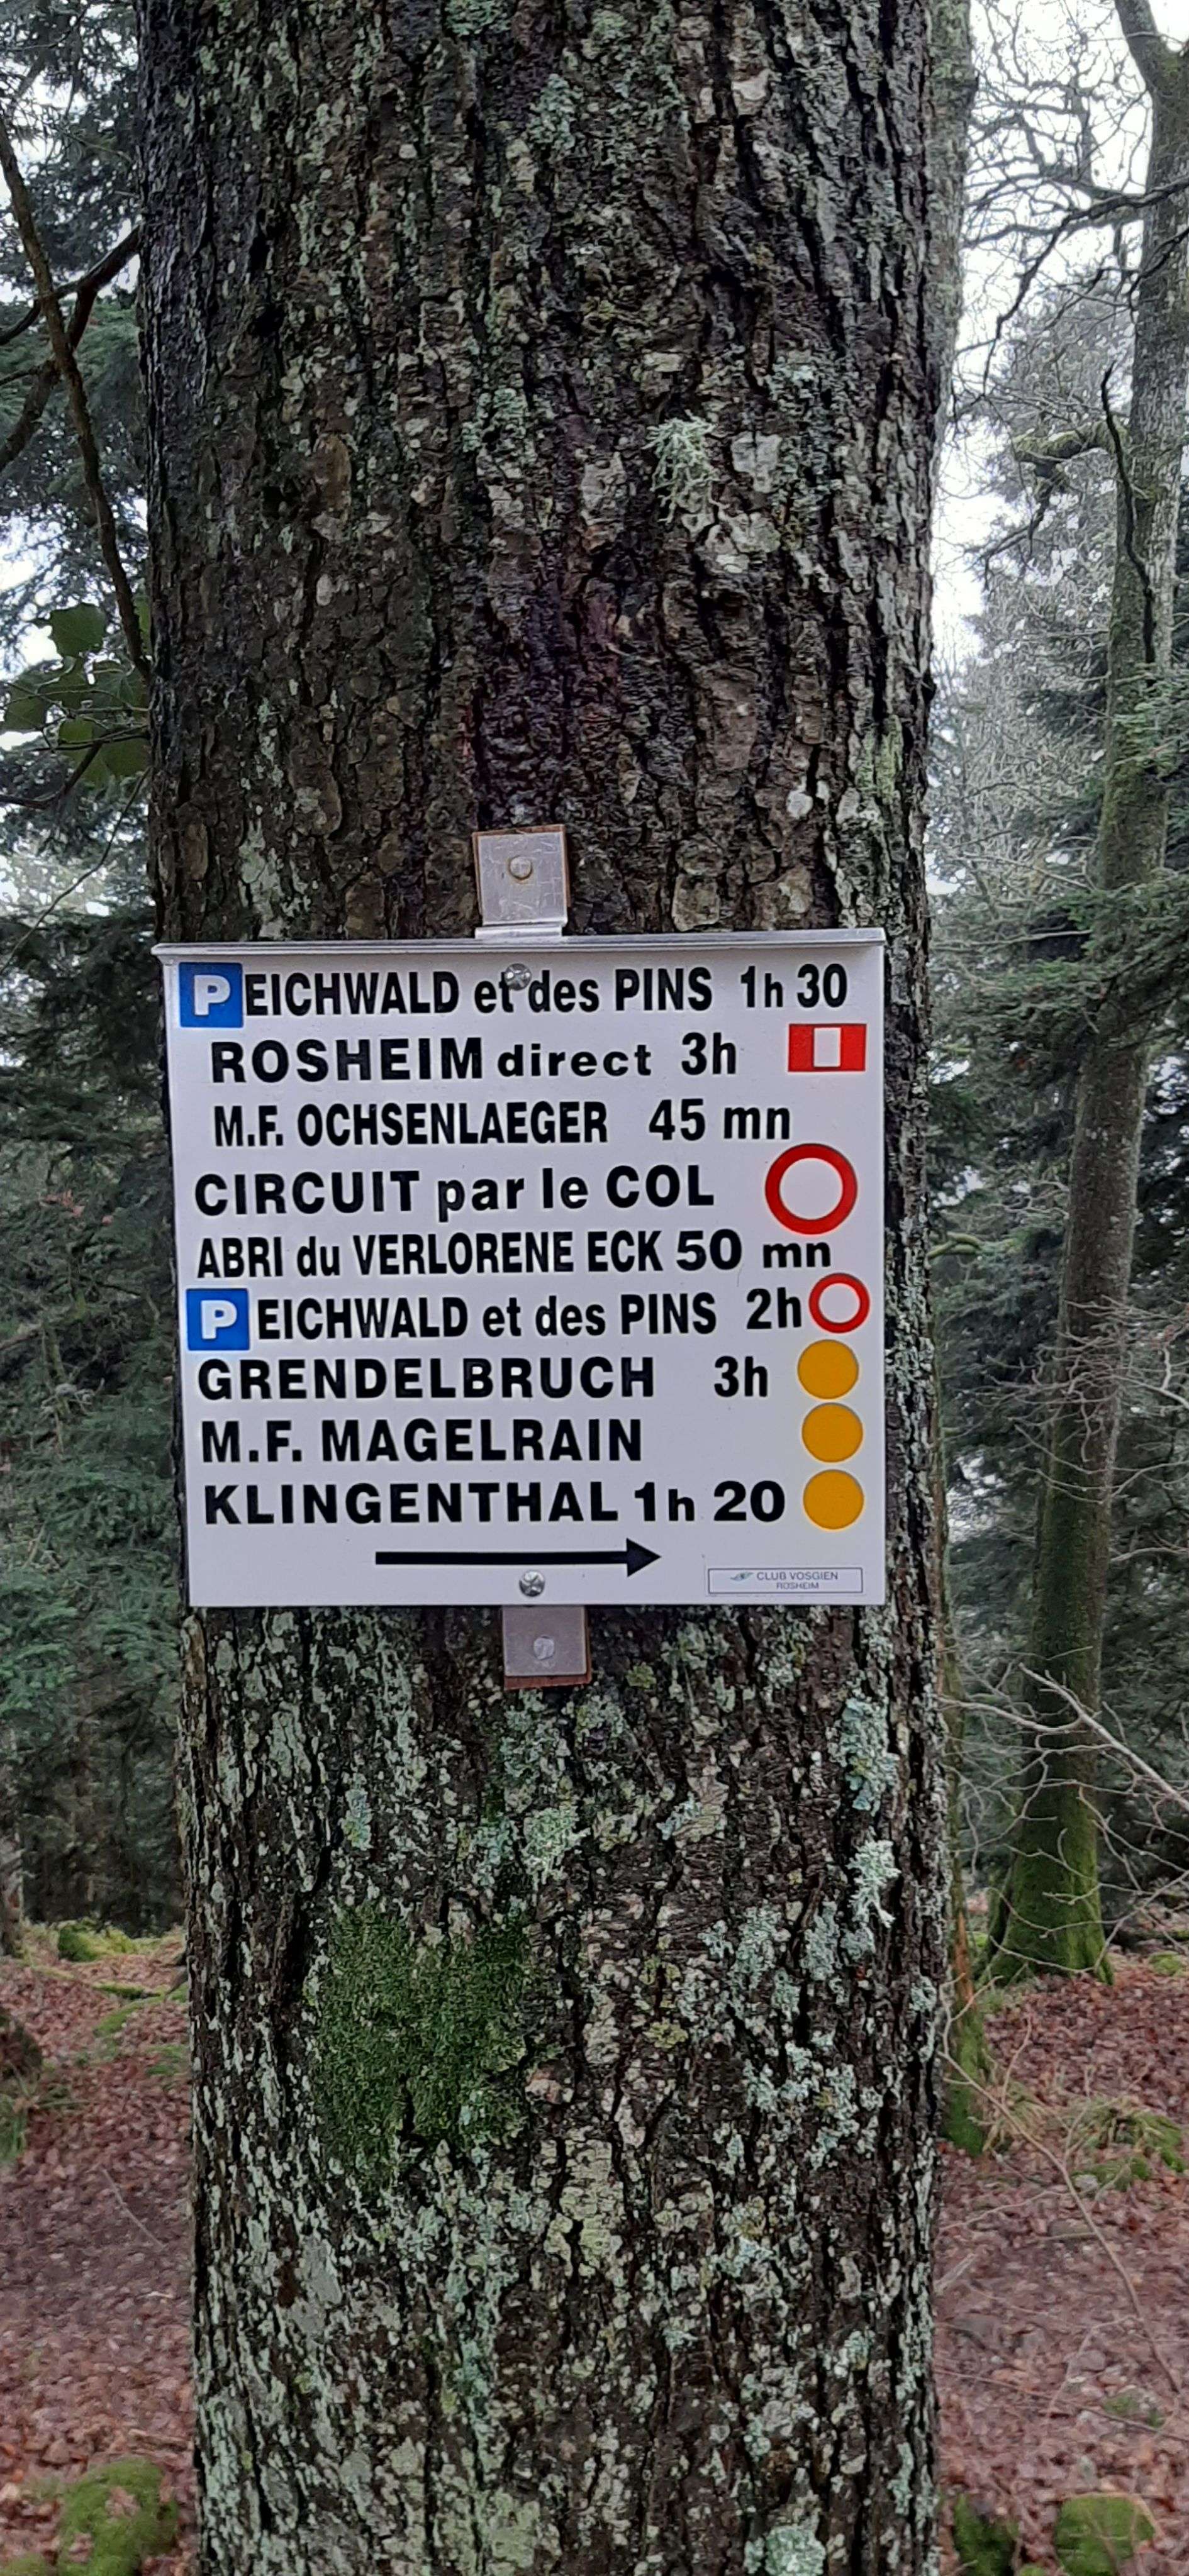 P EICHWALD et des PINS 1h 30
ROSHEIM direct 3h
M.F. OCHSENLAEGER 45 mn
CIRCUIT par le COL
ABRI du VERLORENE ECK 50 mn
P EICHWALD et des PINS 2h
GRENDELBRUCH 3h
M.F. MAGELRAIN
KLINGENTHAL 1h 20
CLUB VOSGIEN
ROSHEIM